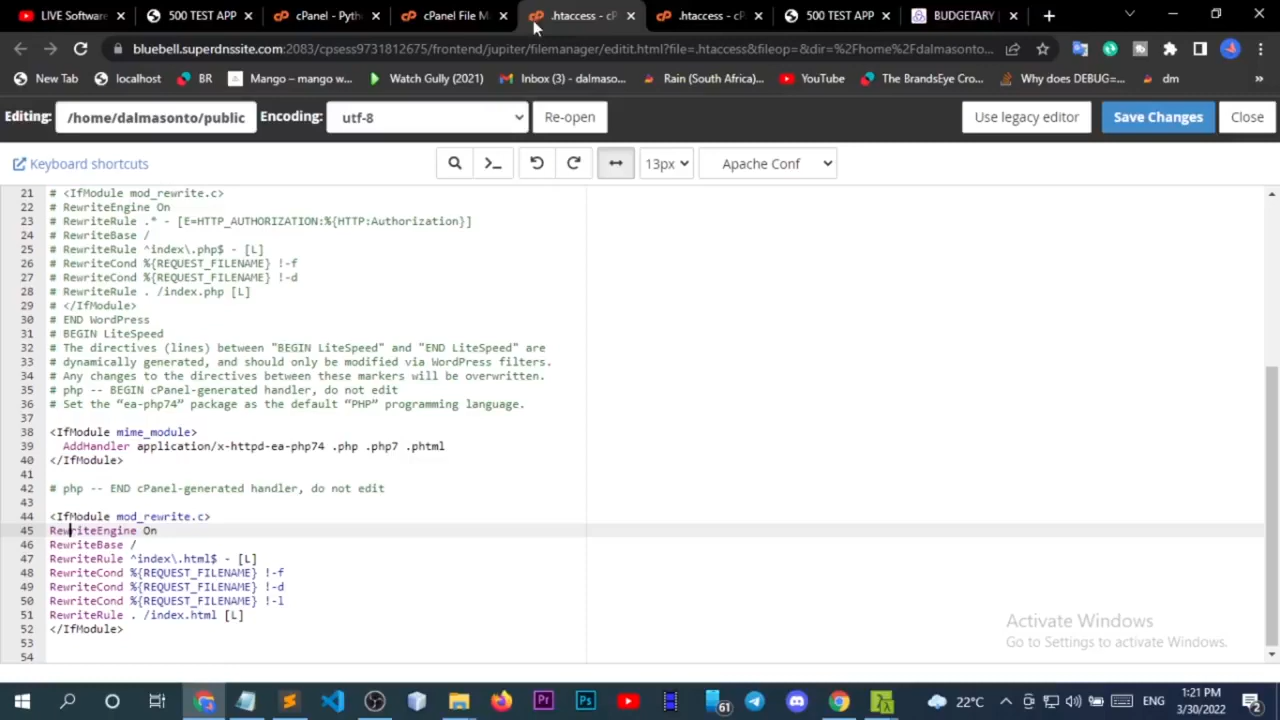 LIVE Software
500 TEST APP
cPanel - Pyth
cPanel File M
.htaccess - cP
.htaccess - cP
500 TEST APP
BUDGETARY
bluebell.superdnssite.com:2083/cpsess9731812675/frontend/jupiter/filemanager/editit.html?file=.htaccess&fileop=&dir=%2Fhome%2Fdalmasonto...
New Tab
localhost
BR
Mango – mango w...
Watch Gully (2021)
Inbox (3) - dalmaso...
Rain (South Africa)...
YouTube
The BrandsEye Cro...
Why does DEBUG=...
dm
»
Editing: /home/dalmasonto/public Encoding: utf-8 Re-open Use legacy editor Save Changes Close
Keyboard shortcuts 13px Apache Conf
21 # <IfModule mod_rewrite.c>
22 # RewriteEngine On
23 # RewriteRule .* - [E=HTTP_AUTHORIZATION:%{HTTP:Authorization}]
24 # RewriteBase /
25 # RewriteRule ^index\.php$ - [L]
26 # RewriteCond %{REQUEST_FILENAME} !-f
27 # RewriteCond %{REQUEST_FILENAME} !-d
28 # RewriteRule . /index.php [L]
29 # </IfModule>
30 # END WordPress
31 # BEGIN LiteSpeed
32 # The directives (lines) between "BEGIN LiteSpeed" and "END LiteSpeed" are
33 # dynamically generated, and should only be modified via WordPress filters.
34 # Any changes to the directives between these markers will be overwritten.
35 # php -- BEGIN cPanel-generated handler, do not edit
36 # Set the “ea-php74” package as the default “PHP” programming language.
37
38 <IfModule mime_module>
39 AddHandler application/x-httpd-ea-php74 .php .php7 .phtml
40 </IfModule>
41
42 # php -- END cPanel-generated handler, do not edit
43
44 <IfModule mod_rewrite.c>
45 RewriteEngine On
46 RewriteBase /
47 RewriteRule ^index\.html$ - [L]
48 RewriteCond %{REQUEST_FILENAME} !-f
49 RewriteCond %{REQUEST_FILENAME} !-d
50 RewriteCond %{REQUEST_FILENAME} !-l
51 RewriteRule . /index.html [L]
52 </IfModule>
53
54
Activate Windows
Go to Settings to activate Windows.
Pr
Ps
61
22°C
ENG
1:21 PM
3/30/2022
2